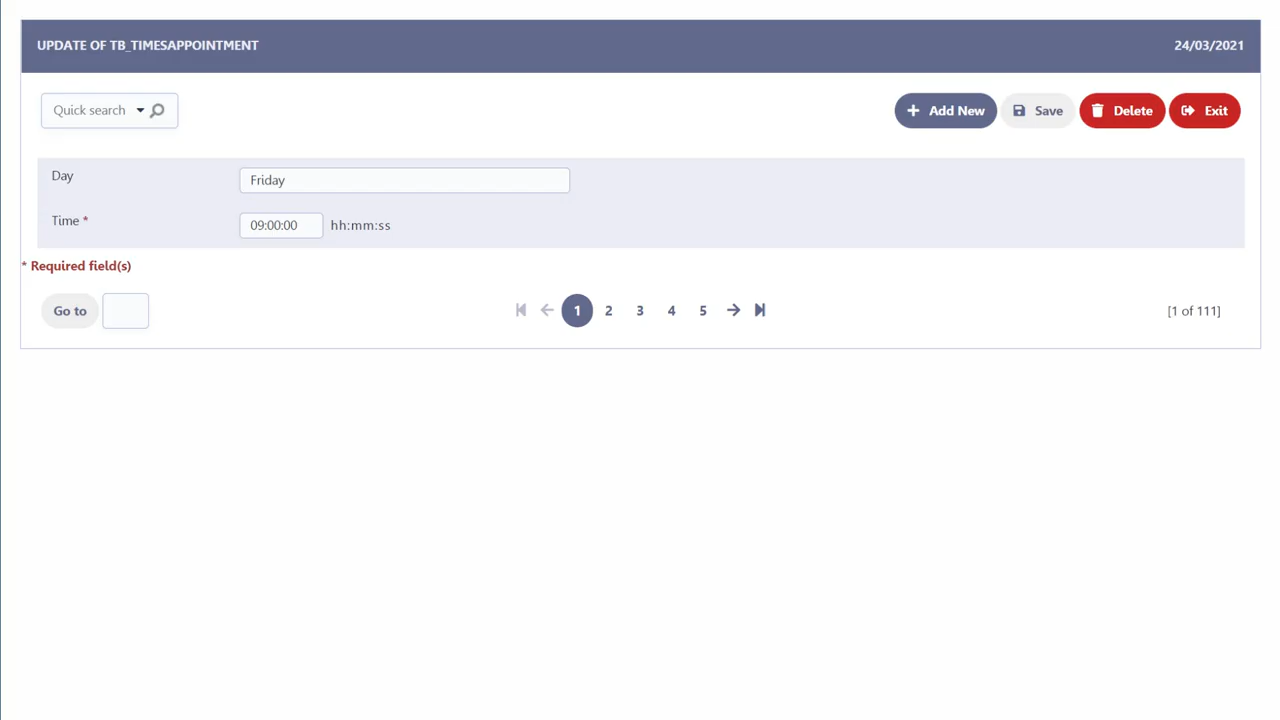 UPDATE OF TB_TIMESAPPOINTMENT 24/03/2021
Quick search Add New Save Delete Exit
Day Friday
Time * 09:00:00 hh:mm:ss
* Required field(s)
Go to 1 2 3 4 5 [1 of 111]